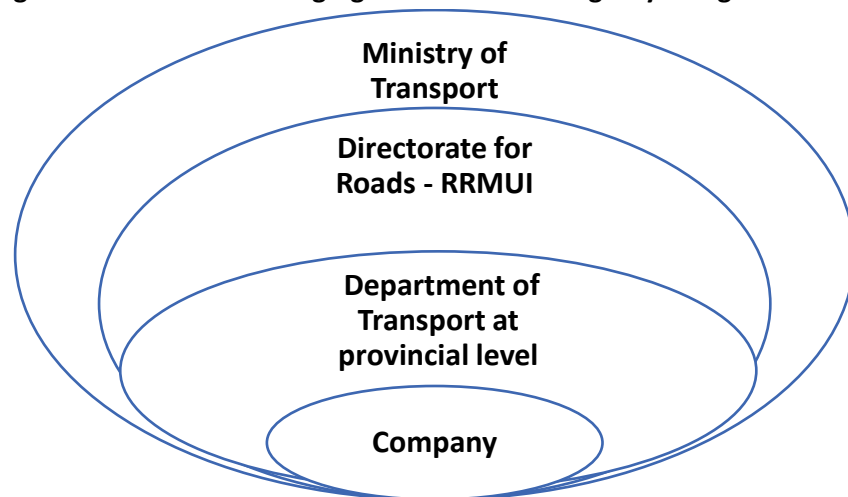 Ministry of
Transport
Directorate for
Roads - RRMUI
Department of
Transport at
provincial level
Company